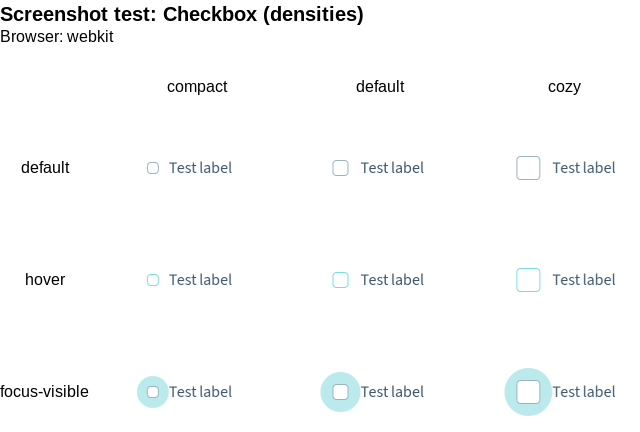 Screenshot test: Checkbox (densities)
Browser: webkit
compact default cozy
default Test label Test label Test label
hover Test label Test label Test label
focus-visible Test label Test label Test label